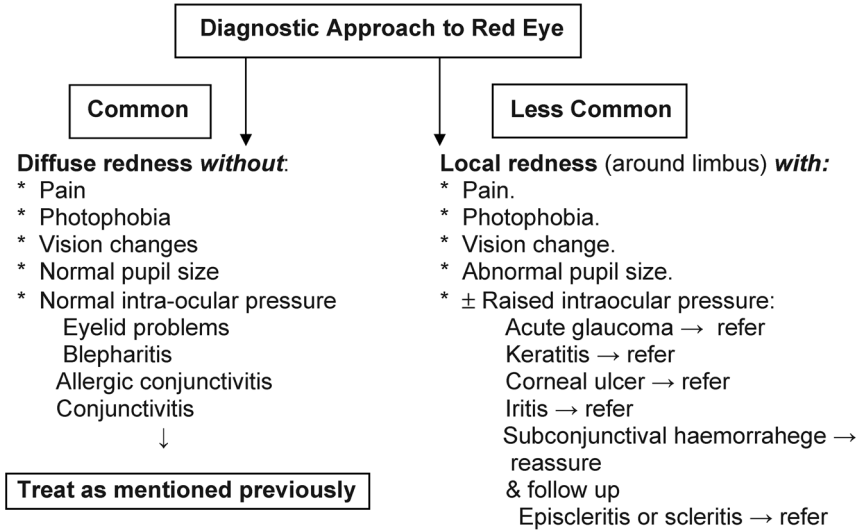 Diagnostic Approach to Red Eye
Common
Diffuse redness without:
* Pain
* Photophobia
* Vision changes
* Normal pupil size
* Normal intra-ocular pressure
Eyelid problems
Blepharitis
Allergic conjunctivitis
Conjunctivitis
↓
Treat as mentioned previously
Less Common
Local redness (around limbus) with:
* Pain.
* Photophobia.
* Vision change.
* Abnormal pupil size.
* ± Raised intraocular pressure:
Acute glaucoma → refer
Keratitis → refer
Corneal ulcer → refer
Iritis → refer
Subconjunctival haemorrahege →
reassure
& follow up
Episcleritis or scleritis → refer